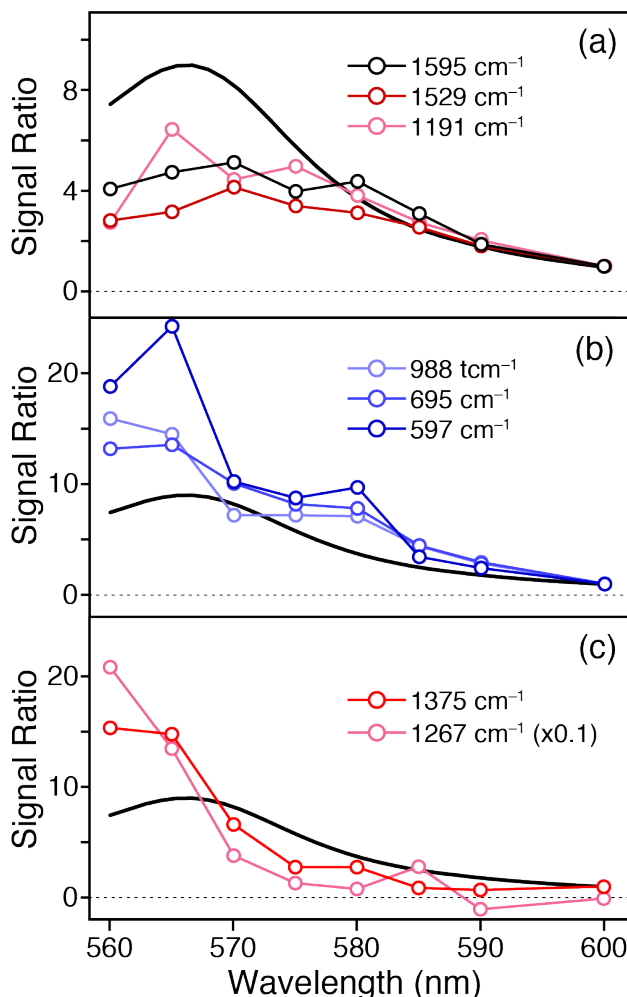 (a)
Signal Ratio
8
4
0
1595 cm⁻¹
1529 cm⁻¹
1191 cm⁻¹
(b)
Signal Ratio
20
10
0
988 tcm⁻¹
695 cm⁻¹
597 cm⁻¹
(c)
Signal Ratio
20
10
0
1375 cm⁻¹
1267 cm⁻¹ (x0.1)
560 570 580 590 600
Wavelength (nm)